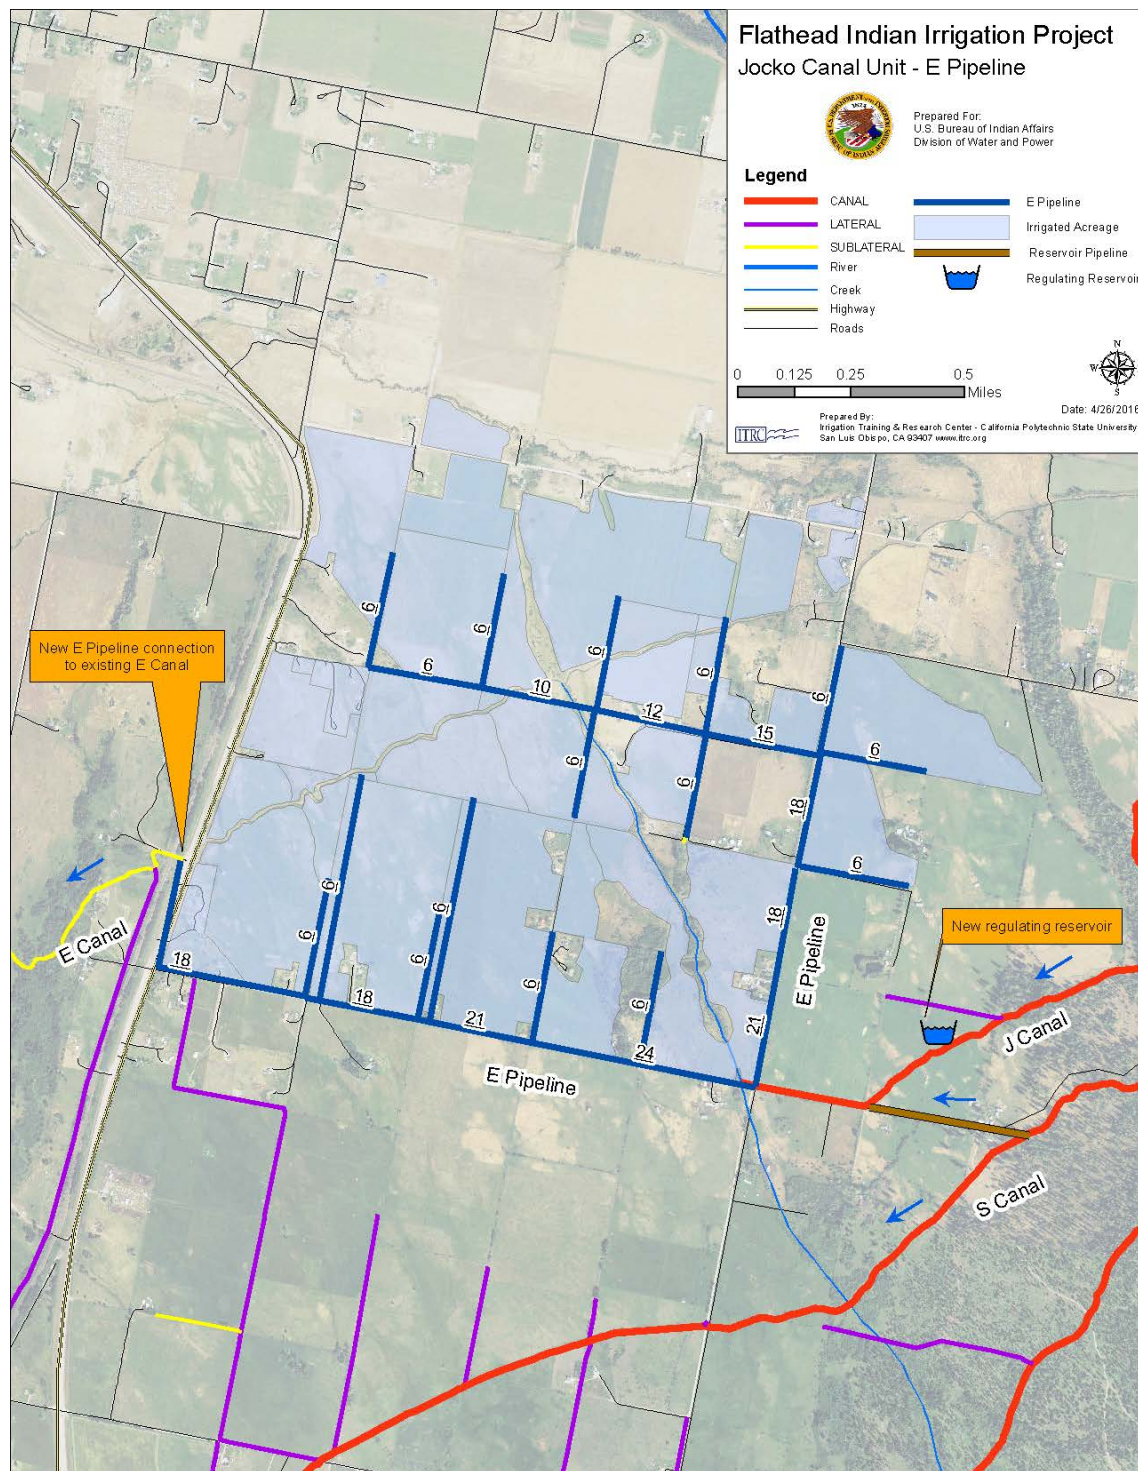 Flathead Indian Irrigation Project
Jocko Canal Unit - E Pipeline
Prepared For:
U.S. Bureau of Indian Affairs
Division of Water and Power
Legend
CANAL
LATERAL
SUBLATERAL
River
Creek
Highway
Roads
E Pipeline
Irrigated Acreage
Reservoir Pipeline
Regulating Reservoir
N
W
S
0 0.125 0.25 0.5
Miles
Date: 4/26/2016
ITRC
Prepared By:
Irrigation Training & Research Center - California Polytechnic State University
San Luis Obispo, CA 93407 www.itrc.org
New E Pipeline connection
to existing E Canal
6
6
6
6
6
6
10
12
15
6
6
6
18
6
6
6
18
E Pipeline
New regulating reservoir
E Canal
18
6
6
6
6
18
21
24
21
E Pipeline
J Canal
S Canal